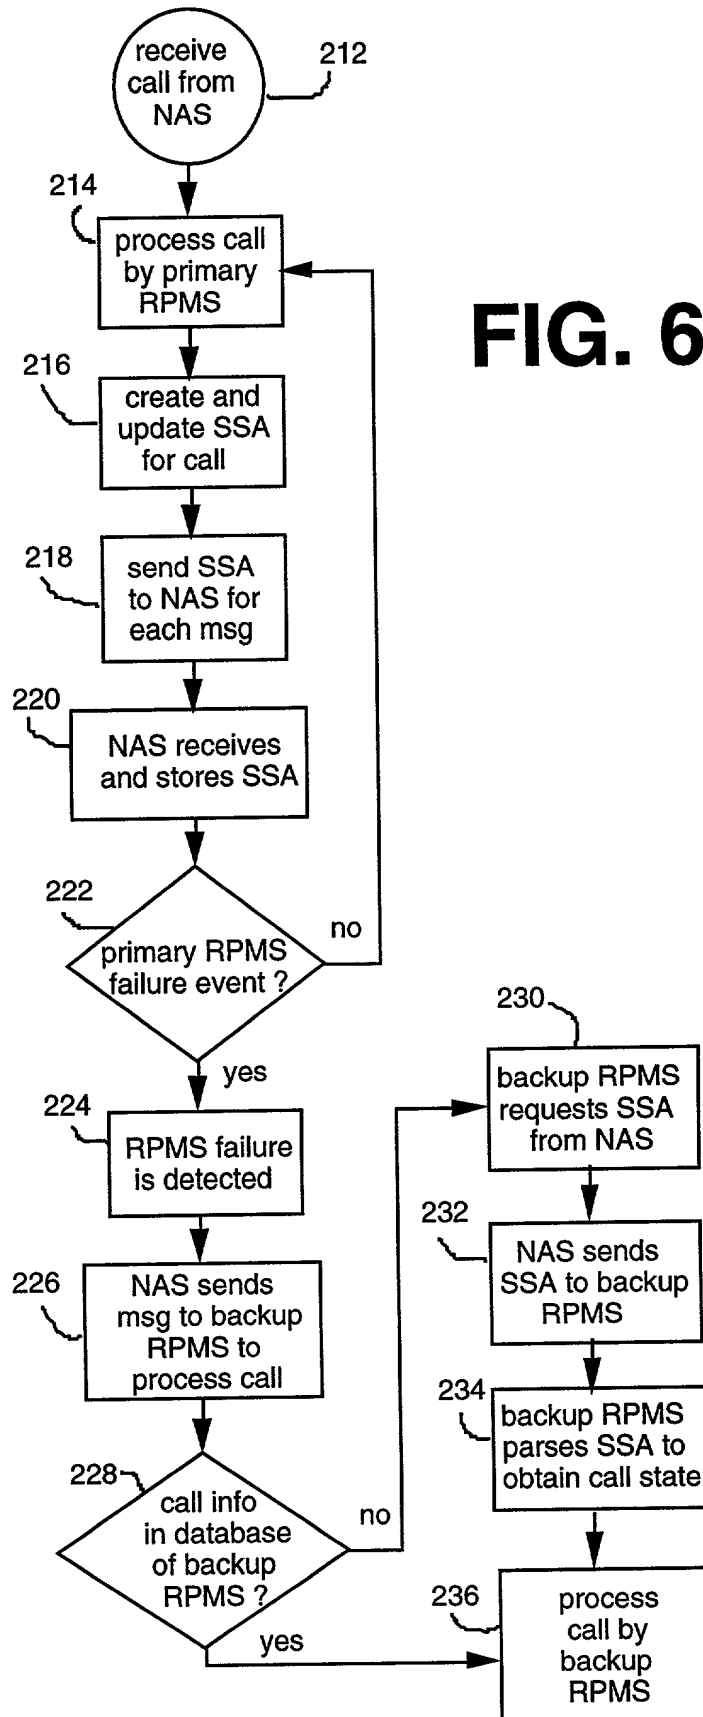 receive
call from
NAS
212
214
process call
by primary
RPMS
FIG. 6
216
create and
update SSA
for call
218
send SSA
to NAS for
each msg
220
NAS receives
and stores SSA
222
primary RPMS
failure event ?
no
yes
224
RPMS failure
is detected
226
NAS sends
msg to backup
RPMS to
process call
228
call info
in database
of backup
RPMS ?
no
yes
230
backup RPMS
requests SSA
from NAS
232
NAS sends
SSA to backup
RPMS
234
backup RPMS
parses SSA to
obtain call state
236
process
call by
backup
RPMS